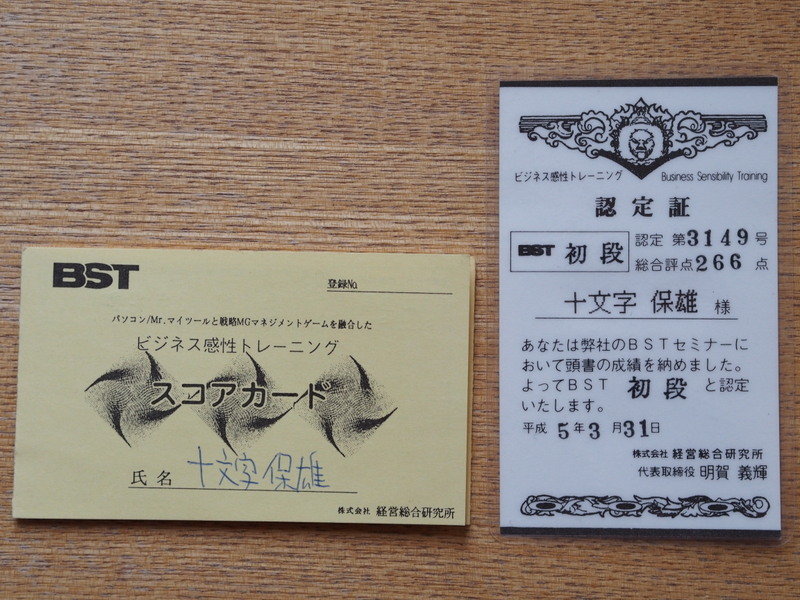 BST
登録No.
パソコン/Mr.マイツールと戦略MGマネジメントゲームを融合した
ビジネス感性トレーニング
スコアカード
氏名 十文字 保雄
株式会社 経営総合研究所
ビジネス感性トレーニング Business Sensibility Training
認定証
BST 初段
認定 第3149号
総合評点266点
十文字 保雄 様
あなたは弊社のBSTセミナーに
おいて頭書の成績を納めました。
よってBST 初段 と認定
いたします。
平成 5年3月31日
株式会社 経営総合研究所
代表取締役 明賀 義輝